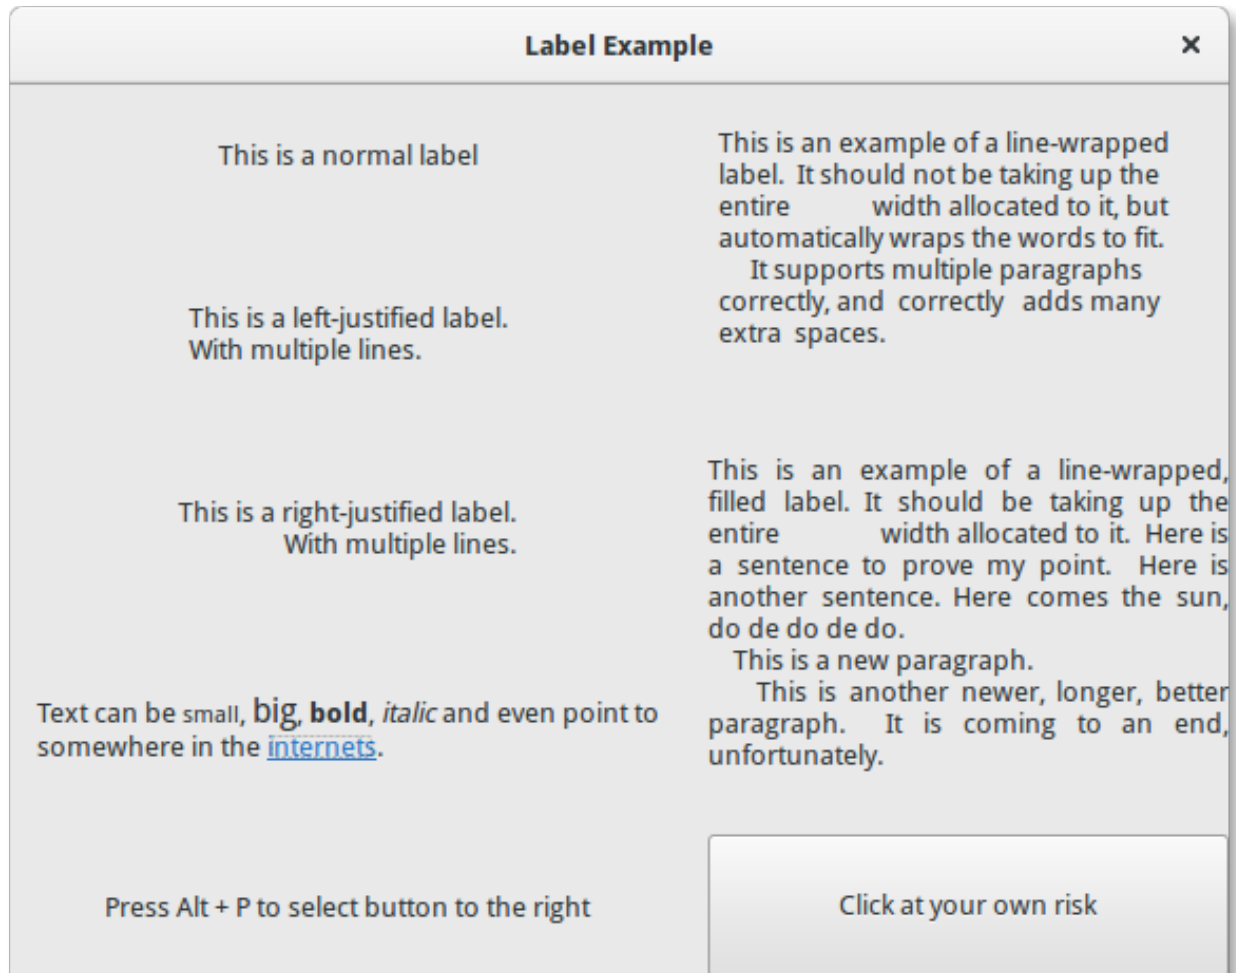 Label Example
This is a normal label
This is a left-justified label.
With multiple lines.
This is a right-justified label.
With multiple lines.
Text can be small, big, bold, italic and even point to
somewhere in the internets.
Press Alt + P to select button to the right
This is an example of a line-wrapped
label.  It should not be taking up the
entire          width allocated to it, but
automatically wraps the words to fit.
    It supports multiple paragraphs
correctly, and  correctly   adds many
extra  spaces.
This is an example of a line-wrapped,
filled label. It should be taking up the
entire          width allocated to it.  Here is
a sentence to prove my point.  Here is
another sentence. Here comes the sun,
do de do de do.
   This is a new paragraph.
    This is another newer, longer, better
paragraph.  It is coming to an end,
unfortunately.
Click at your own risk